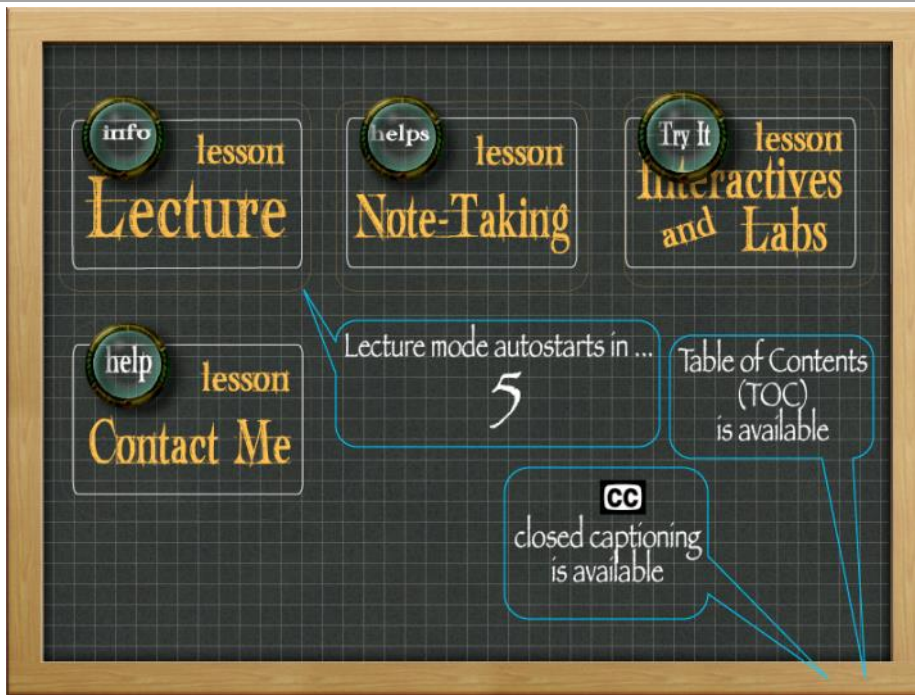 info
lesson
Lecture
helps
lesson
Note-Taking
Try It
lesson
Interactives
and Labs
Lecture mode autostarts in ...
5
Table of Contents
(TOC)
is available
help
lesson
Contact Me
CC
closed captioning
is available